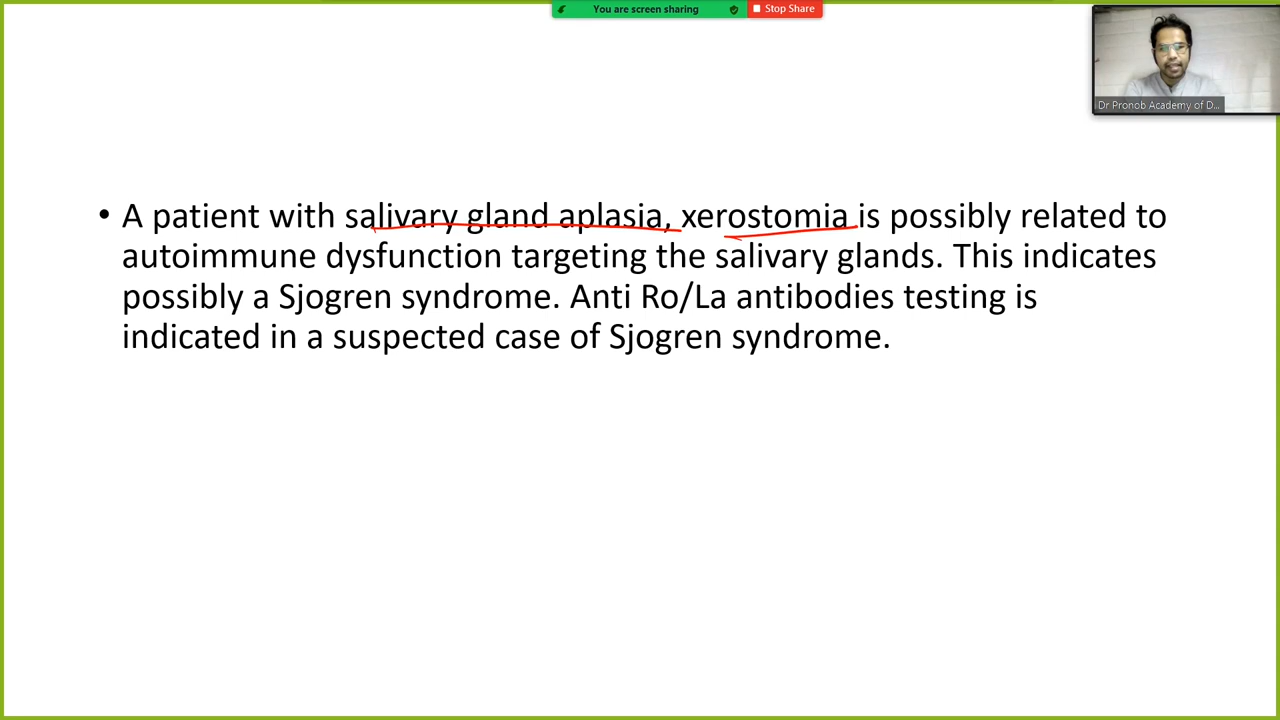 You are screen sharing
Stop Share
Dr Pronob Academy of D...
• A patient with salivary gland aplasia, xerostomia is possibly related to
autoimmune dysfunction targeting the salivary glands. This indicates
possibly a Sjogren syndrome. Anti Ro/La antibodies testing is
indicated in a suspected case of Sjogren syndrome.